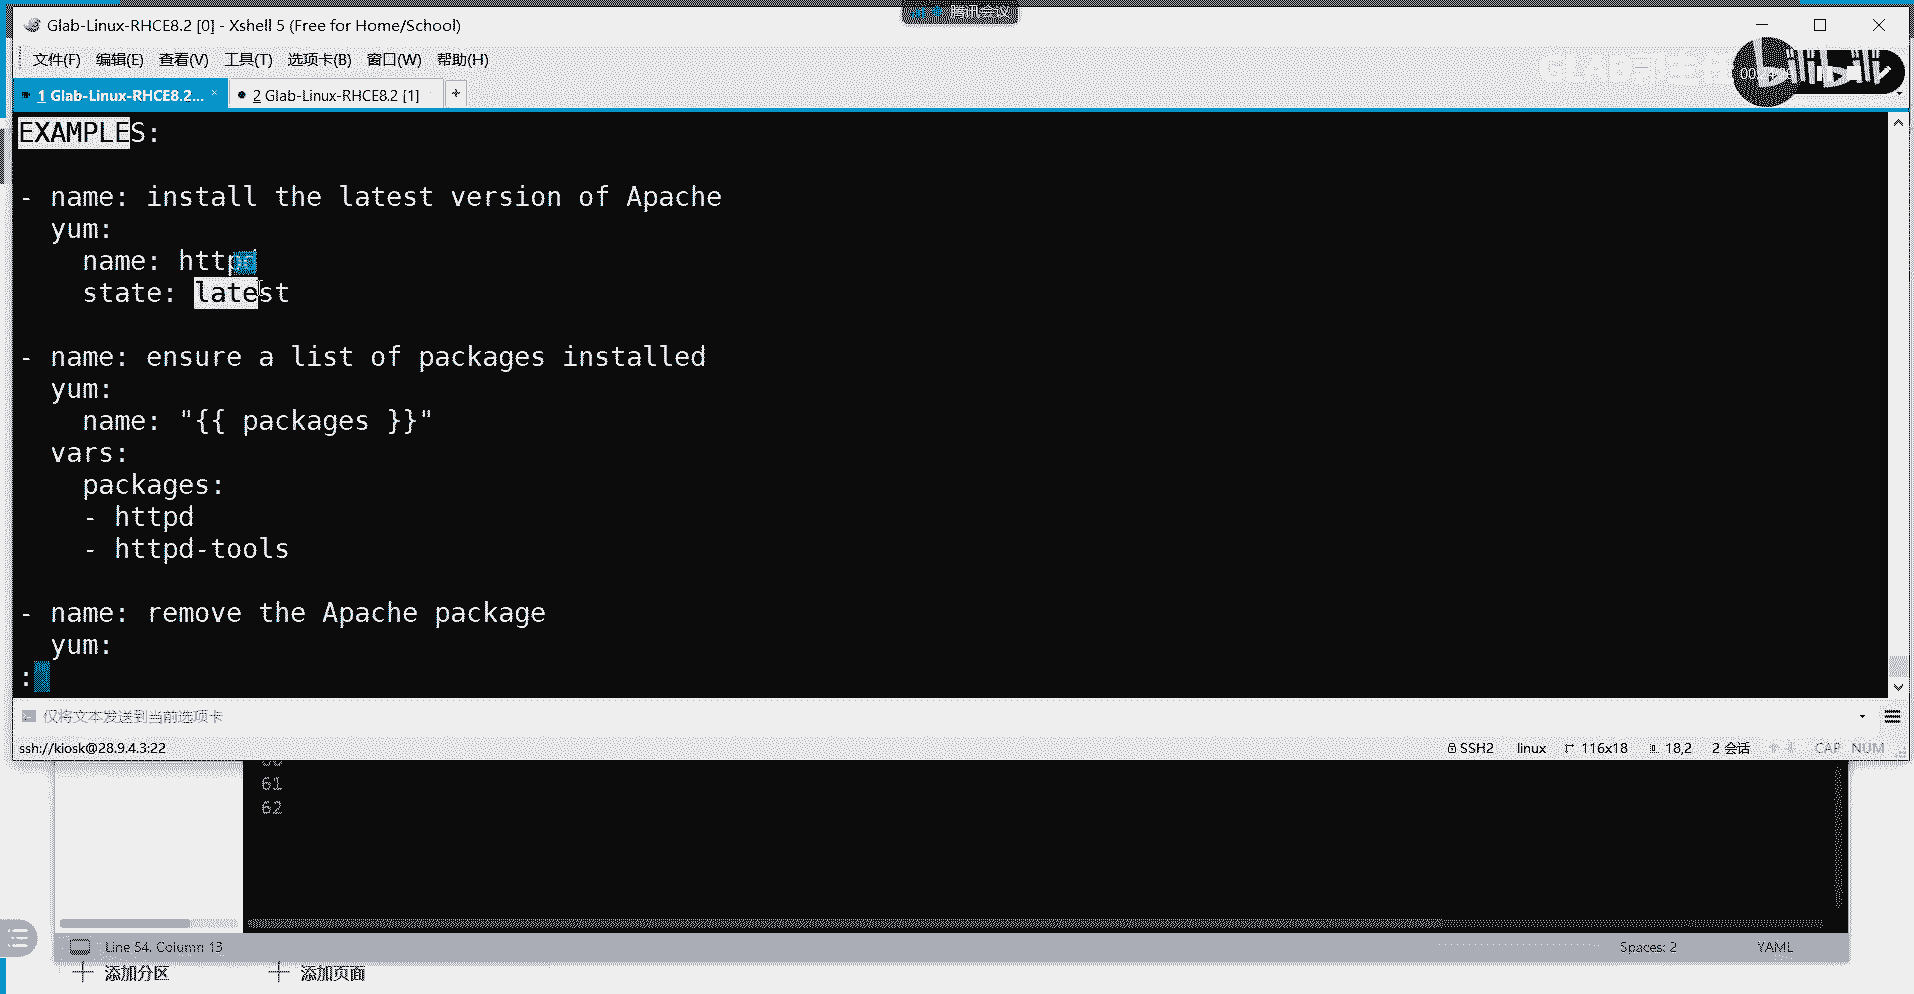 腾讯会议
Glab-Linux-RHCE8.2 [0] - Xshell 5 (Free for Home/School)
文件(F) 编辑(E) 查看(V) 工具(T) 选项卡(B) 窗口(W) 帮助(H)
bilibili
1 Glab-Linux-RHCE8.2... × 2 Glab-Linux-RHCE8.2 [1] +
EXAMPLES:
- name: install the latest version of Apache
yum:
name: httpd
state: latest
- name: ensure a list of packages installed
yum:
name: "{{ packages }}"
vars:
packages:
- httpd
- httpd-tools
- name: remove the Apache package
yum:
:
仅将文本发送到当前选项卡
ssh://kiosk@28.9.4.3:22 SSH2 linux 116x18 18,2 2 会话 CAP NUM
61
62
Line 54, Column 13 Spaces: 2 YAML
添加分区 添加页面